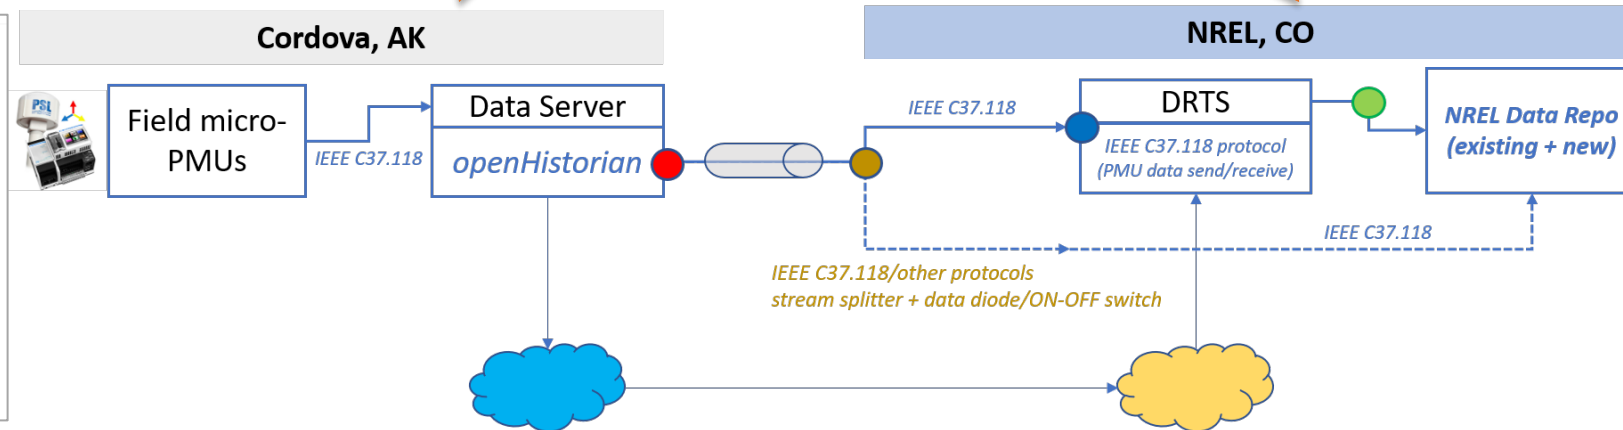 Cordova, AK
NREL, CO
PSL
Field micro-
PMUs
IEEE C37.118
Data Server
openHistorian
IEEE C37.118
DRTS
IEEE C37.118 protocol
(PMU data send/receive)
NREL Data Repo
(existing + new)
IEEE C37.118
IEEE C37.118/other protocols
stream splitter + data diode/ON-OFF switch